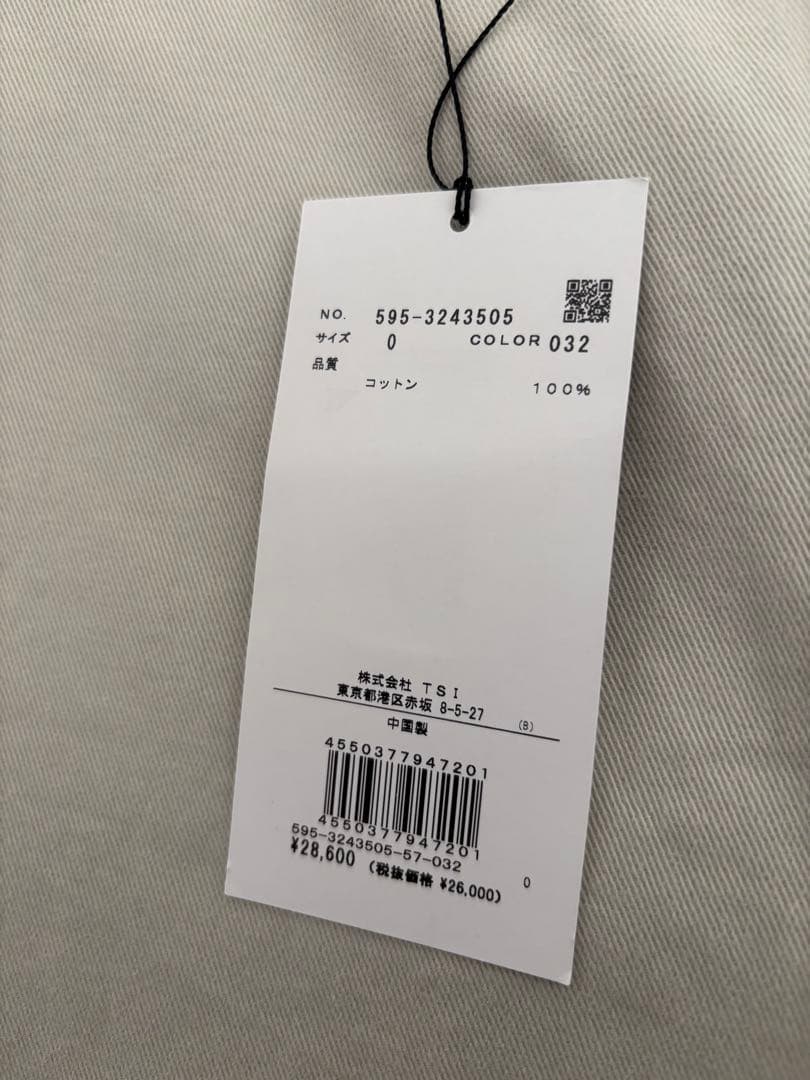 NO. 595-3243505
サイズ 0 COLOR 032
品質
コットン 100%
株式会社 TSI
東京都港区赤坂 8-5-27 (8)
中国製
4550377947201
4550377947201
595-3243505-57-032
¥28,600 (税抜価格 ¥26,000) 0